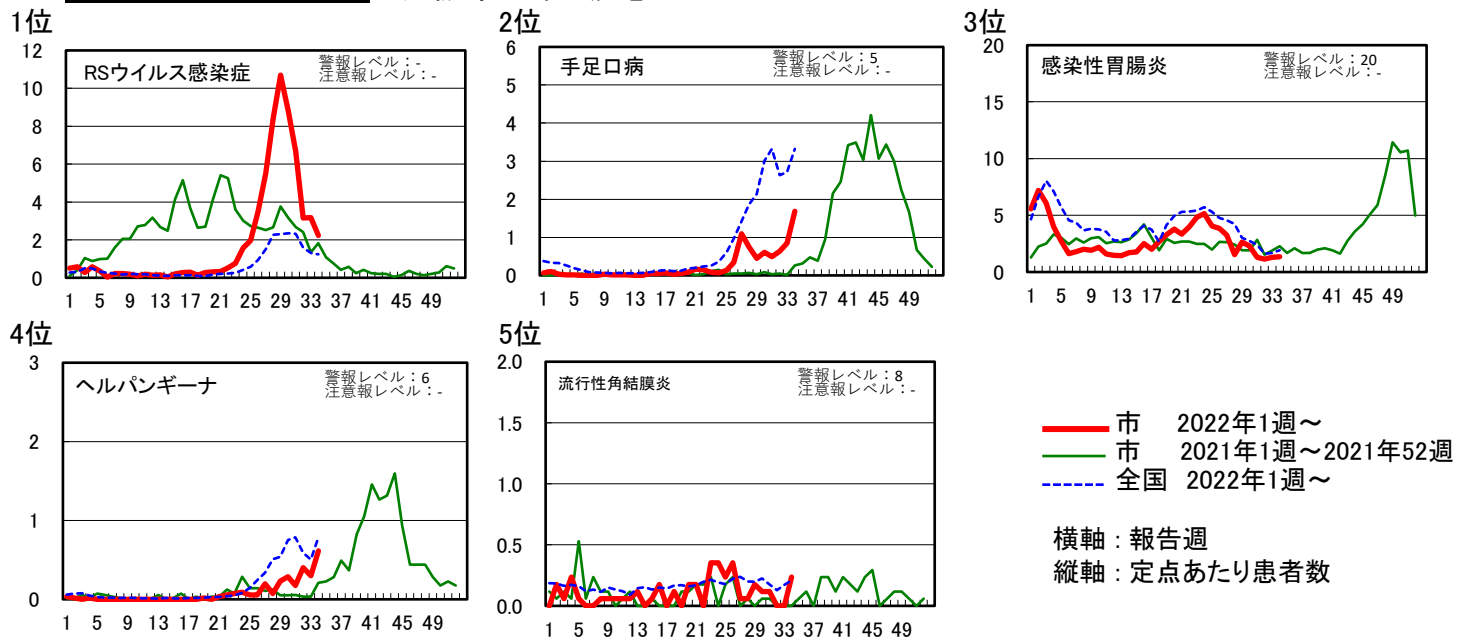 1位
RSウイルス感染症
警報レベル：-
注意報レベル：-
12
10
8
6
4
2
0
1 5 9 13 17 21 25 29 33 37 41 45 49
2位
手足口病
警報レベル：5
注意報レベル：-
6
5
4
3
2
1
0
1 5 9 13 17 21 25 29 33 37 41 45 49
3位
感染性胃腸炎
警報レベル：20
注意報レベル：-
20
15
10
5
0
1 5 9 13 17 21 25 29 33 37 41 45 49
4位
ヘルパンギーナ
警報レベル：6
注意報レベル：-
3
2
1
0
1 5 9 13 17 21 25 29 33 37 41 45 49
5位
流行性角結膜炎
警報レベル：8
注意報レベル：-
2.0
1.5
1.0
0.5
0.0
1 5 9 13 17 21 25 29 33 37 41 45 49
市 2022年1週～
市 2021年1週～2021年52週
全国 2022年1週～
横軸：報告週
縦軸：定点あたり患者数